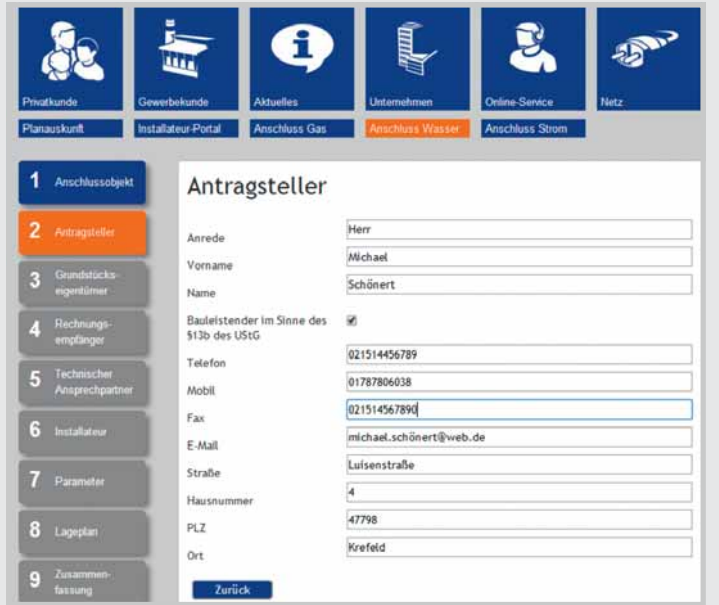 Privatkunde
Gewerbekunde
Aktuelles
Unternehmen
Online-Service
Netz
Planauskunft
Installateur-Portal
Anschluss Gas
Anschluss Wasser
Anschluss Strom
1 Anschlussobjekt
2 Antragsteller
3 Grundstücks-
eigentümer
4 Rechnungs-
empfänger
5 Technischer
Ansprechpartner
6 Installateur
7 Parameter
8 Lageplan
9 Zusammen-
fassung
Antragsteller
Anrede Herr
Vorname Michael
Name Schönert
Bauleistender im Sinne des
§13b des UStG
Telefon 021514456789
Mobil 01787806038
Fax 021514567890
E-Mail michael.schönert@web.de
Straße Luisenstraße
Hausnummer 4
PLZ 47798
Ort Krefeld
Zurück